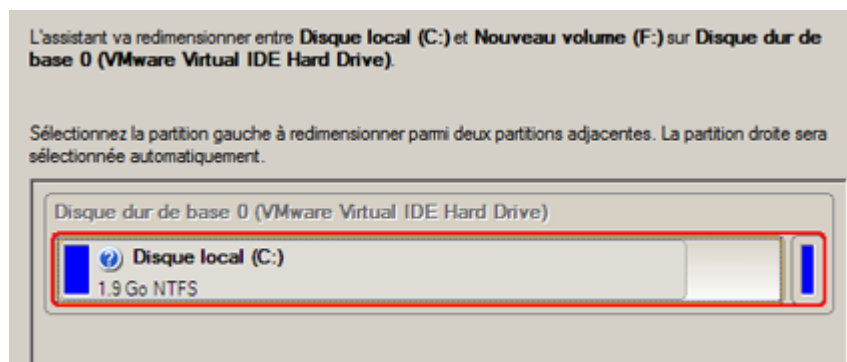 L'assistant va redimensionner entre Disque local (C:) et Nouveau volume (F:) sur Disque dur de
base 0 (VMware Virtual IDE Hard Drive).
Sélectionnez la partition gauche à redimensionner parmi deux partitions adjacentes. La partition droite sera
sélectionnée automatiquement.
Disque dur de base 0 (VMware Virtual IDE Hard Drive)
Disque local (C:)
1.9 Go NTFS